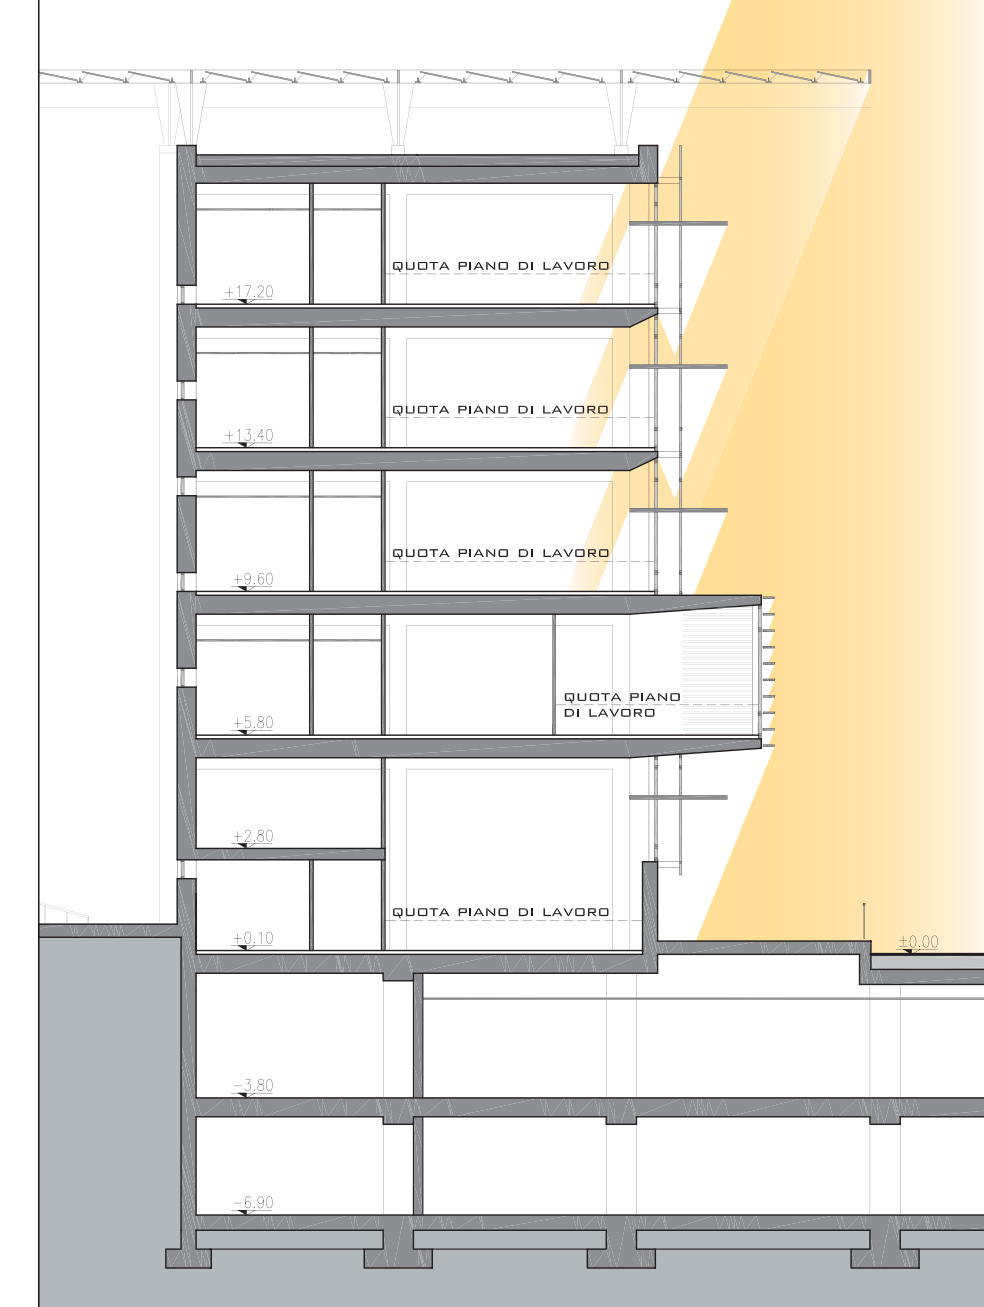 QUOTA PIANO DI LAVORO
+17.20
QUOTA PIANO DI LAVORO
+13.40
QUOTA PIANO DI LAVORO
+9.60
QUOTA PIANO
DI LAVORO
+5.80
+2.80
QUOTA PIANO DI LAVORO
+0.10
±0.00
−3.80
−6.90